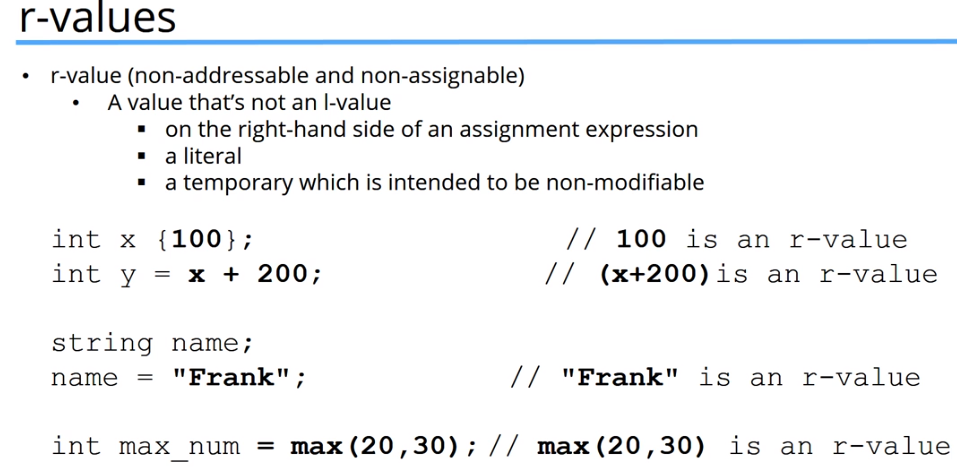 r-values
• r-value (non-addressable and non-assignable)
• A value that's not an l-value
▪ on the right-hand side of an assignment expression
▪ a literal
▪ a temporary which is intended to be non-modifiable
int x {100}; // 100 is an r-value
int y = x + 200; // (x+200) is an r-value
string name;
name = "Frank"; // "Frank" is an r-value
int max_num = max(20,30); // max(20,30) is an r-value